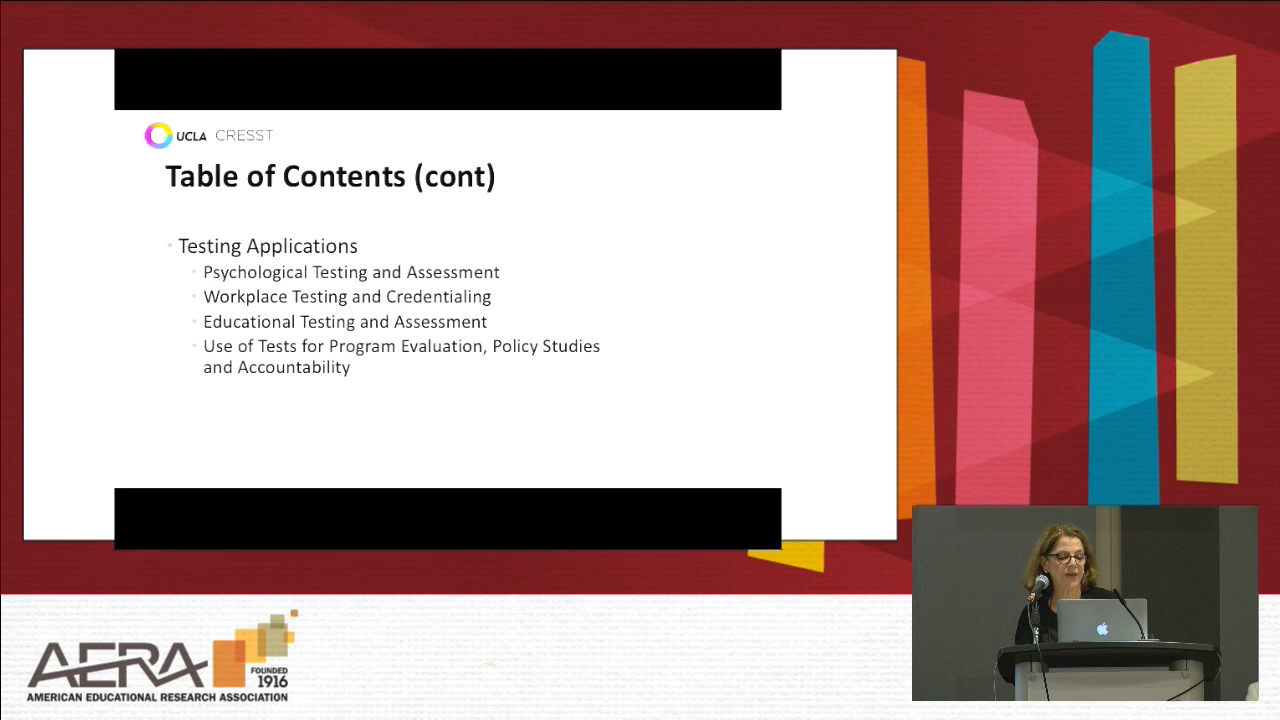 UCLA CRESST
Table of Contents (cont)
Testing Applications
Psychological Testing and Assessment
Workplace Testing and Credentialing
Educational Testing and Assessment
Use of Tests for Program Evaluation, Policy Studies
and Accountability
AERA
FOUNDED
1916
AMERICAN EDUCATIONAL RESEARCH ASSOCIATION